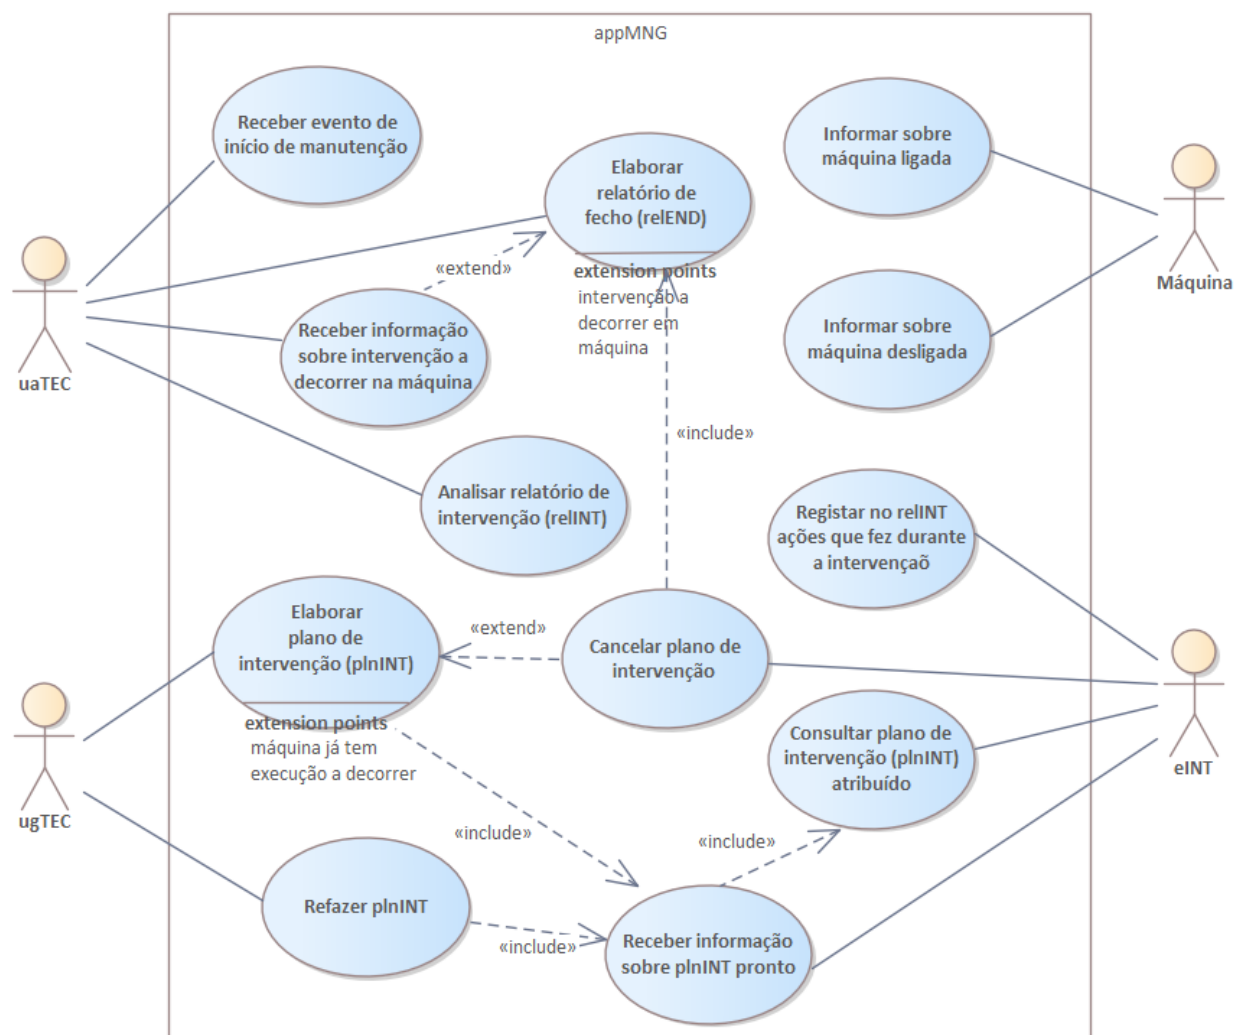 appMNG
Receber evento de
início de manutenção
Elaborar
relatório de
fecho (relEND)
extension points
intervenção a
decorrer em
máquina
Informar sobre
máquina ligada
Máquina
«extend»
uaTEC
Receber informação
sobre intervenção a
decorrer na máquina
Informar sobre
máquina desligada
«include»
Analisar relatório de
intervenção (relINT)
Registar no relINT
ações que fez durante
a intervençaõ
Elaborar
plano de
intervenção (plnINT)
extension points
máquina já tem
execução a decorrer
«extend»
Cancelar plano de
intervenção
eINT
ugTEC
Consultar plano de
intervenção (plnINT)
atribuído
«include»
«include»
Refazer plnINT
«include»
Receber informação
sobre plnINT pronto